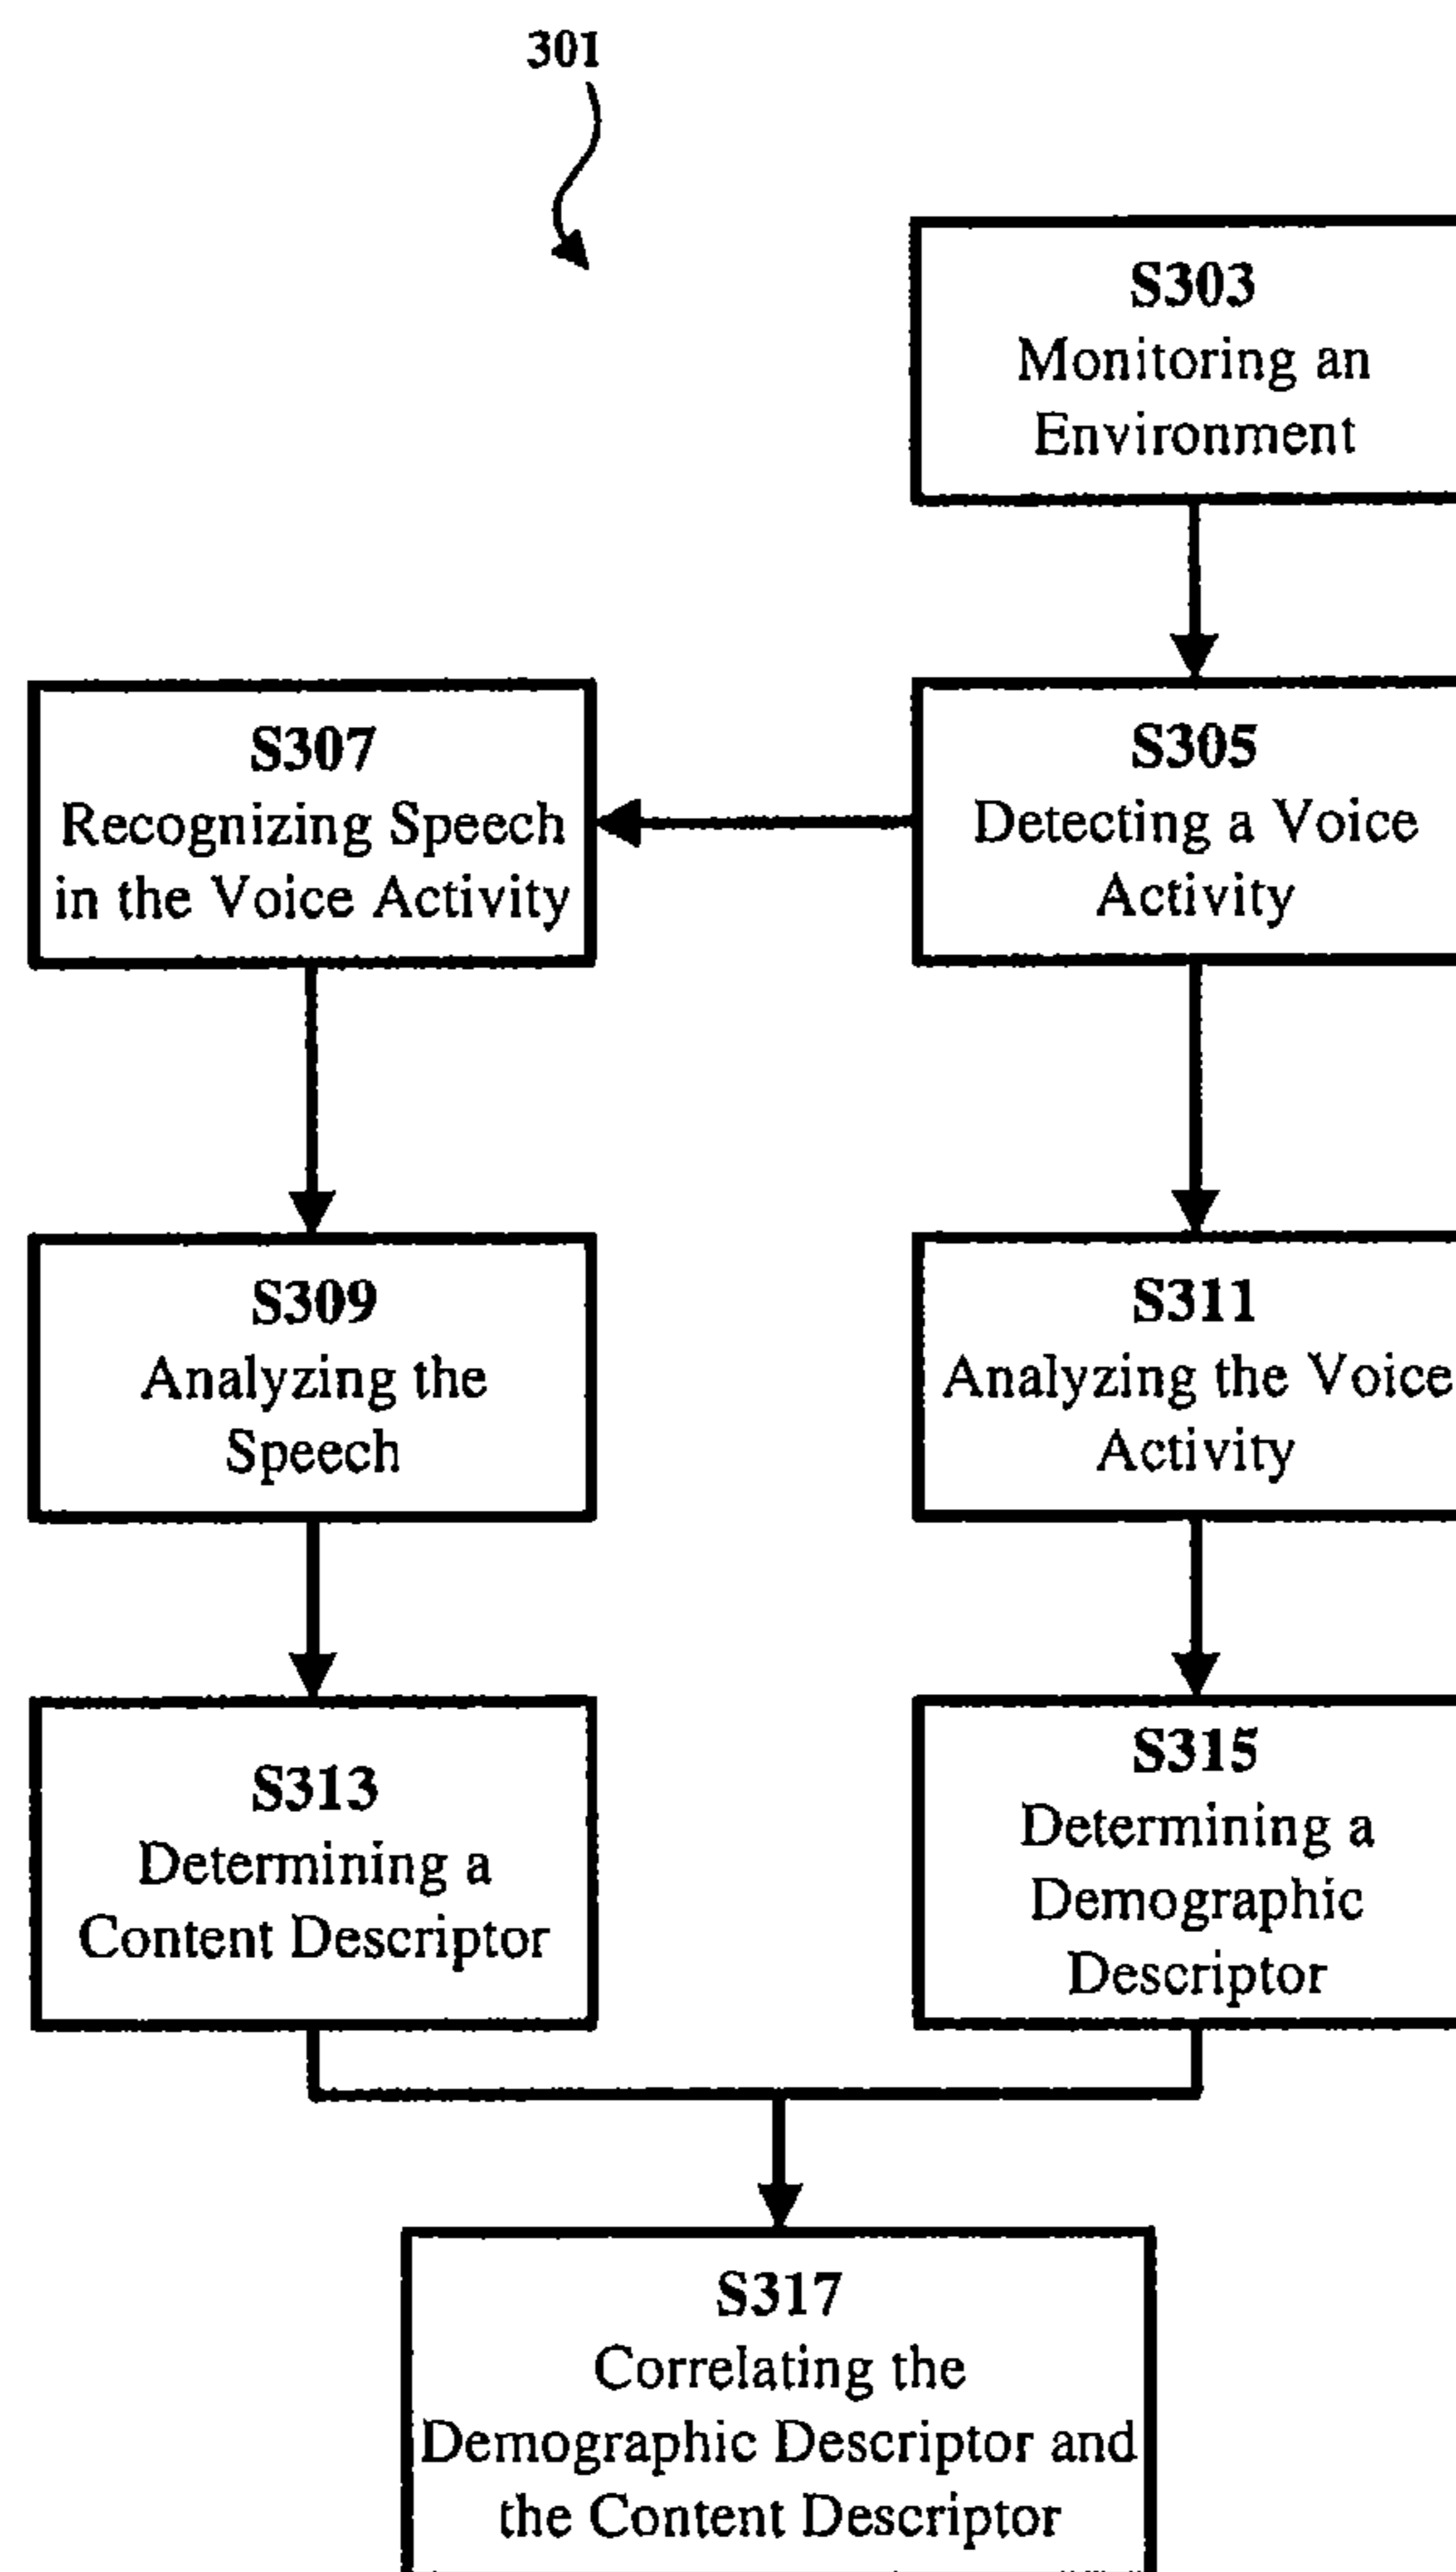 301
S303
Monitoring an
Environment
S307
Recognizing Speech
in the Voice Activity
S305
Detecting a Voice
Activity
S309
Analyzing the
Speech
S311
Analyzing the Voice
Activity
S313
Determining a
Content Descriptor
S315
Determining a
Demographic
Descriptor
S317
Correlating the
Demographic Descriptor and
the Content Descriptor